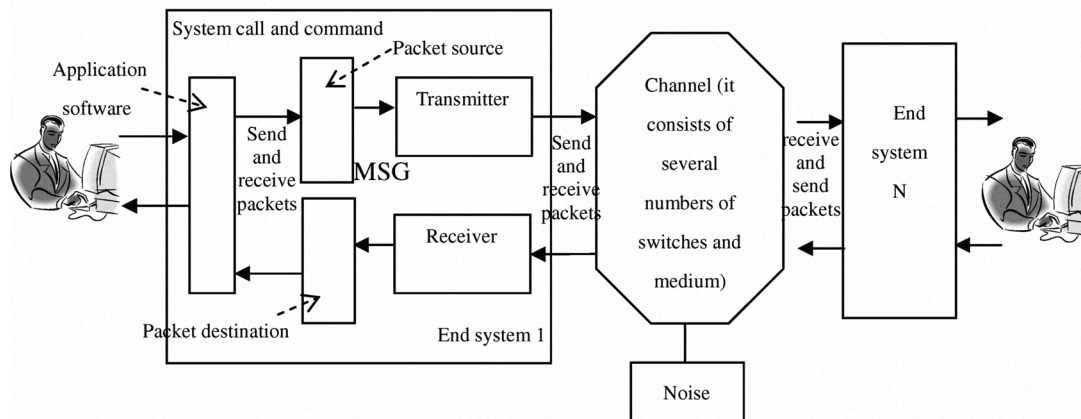 System call and command
Packet source
Application
software
Transmitter
Send
and
receive
packets
MSG
Receiver
Packet destination
End system 1
Send
and
receive
packets
Channel (it
consists of
several
numbers of
switches and
medium)
Noise
receive
and
send
packets
End
system
N